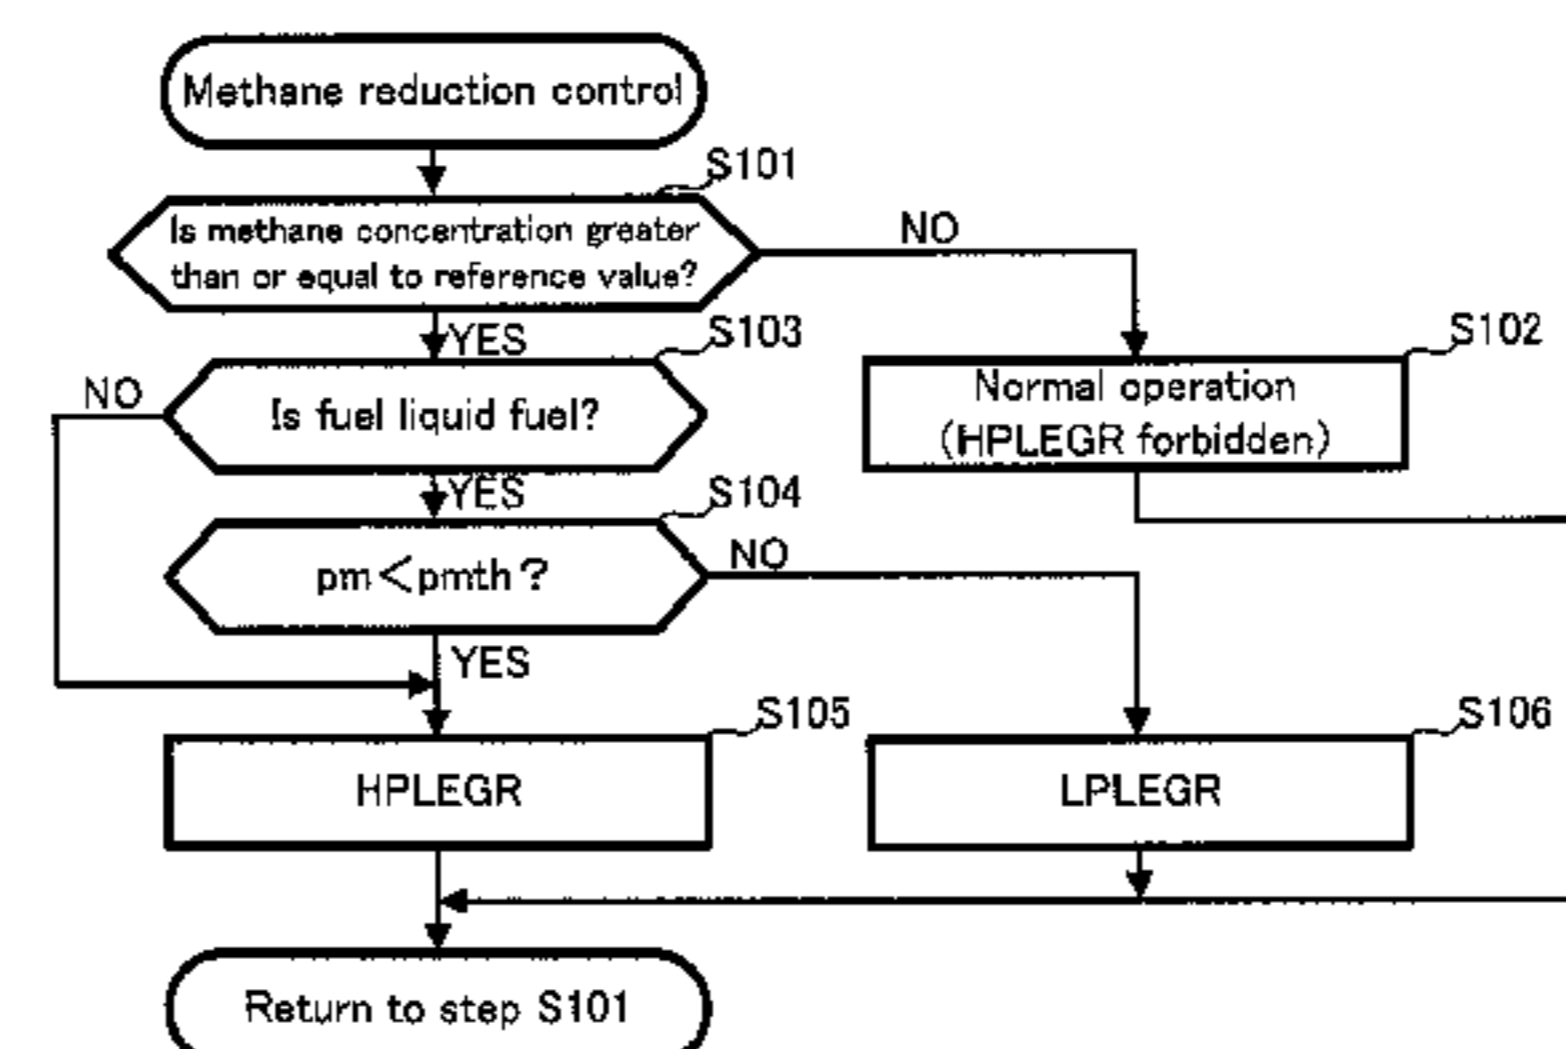 Methane reduction control
S101
Is methane concentration greater
than or equal to reference value?
NO
YES
S103
S102
NO
Is fuel liquid fuel?
Normal operation
(HPLEGR forbidden)
YES
S104
pm<pmth?
NO
YES
S105
S106
HPLEGR
LPLEGR
Return to step S101